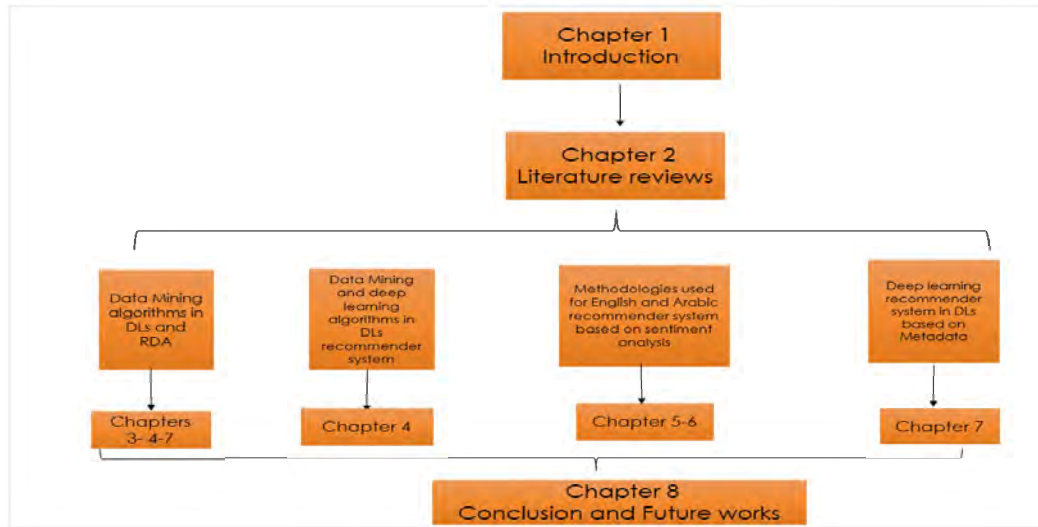 Chapter 1
Introduction
Chapter 2
Literature reviews
Data Mining
algorithms in
DLs and
RDA
Data Mining
and deep
learning
algorithms in
DLs
recommender
system
Methodologies used
for English and Arabic
recommender system
based on sentiment
analysis
Deep learning
recommender
system in DLs
based on
Metadata
Chapters
3- 4-7
Chapter 4
Chapter 5-6
Chapter 7
Chapter 8
Conclusion and Future works